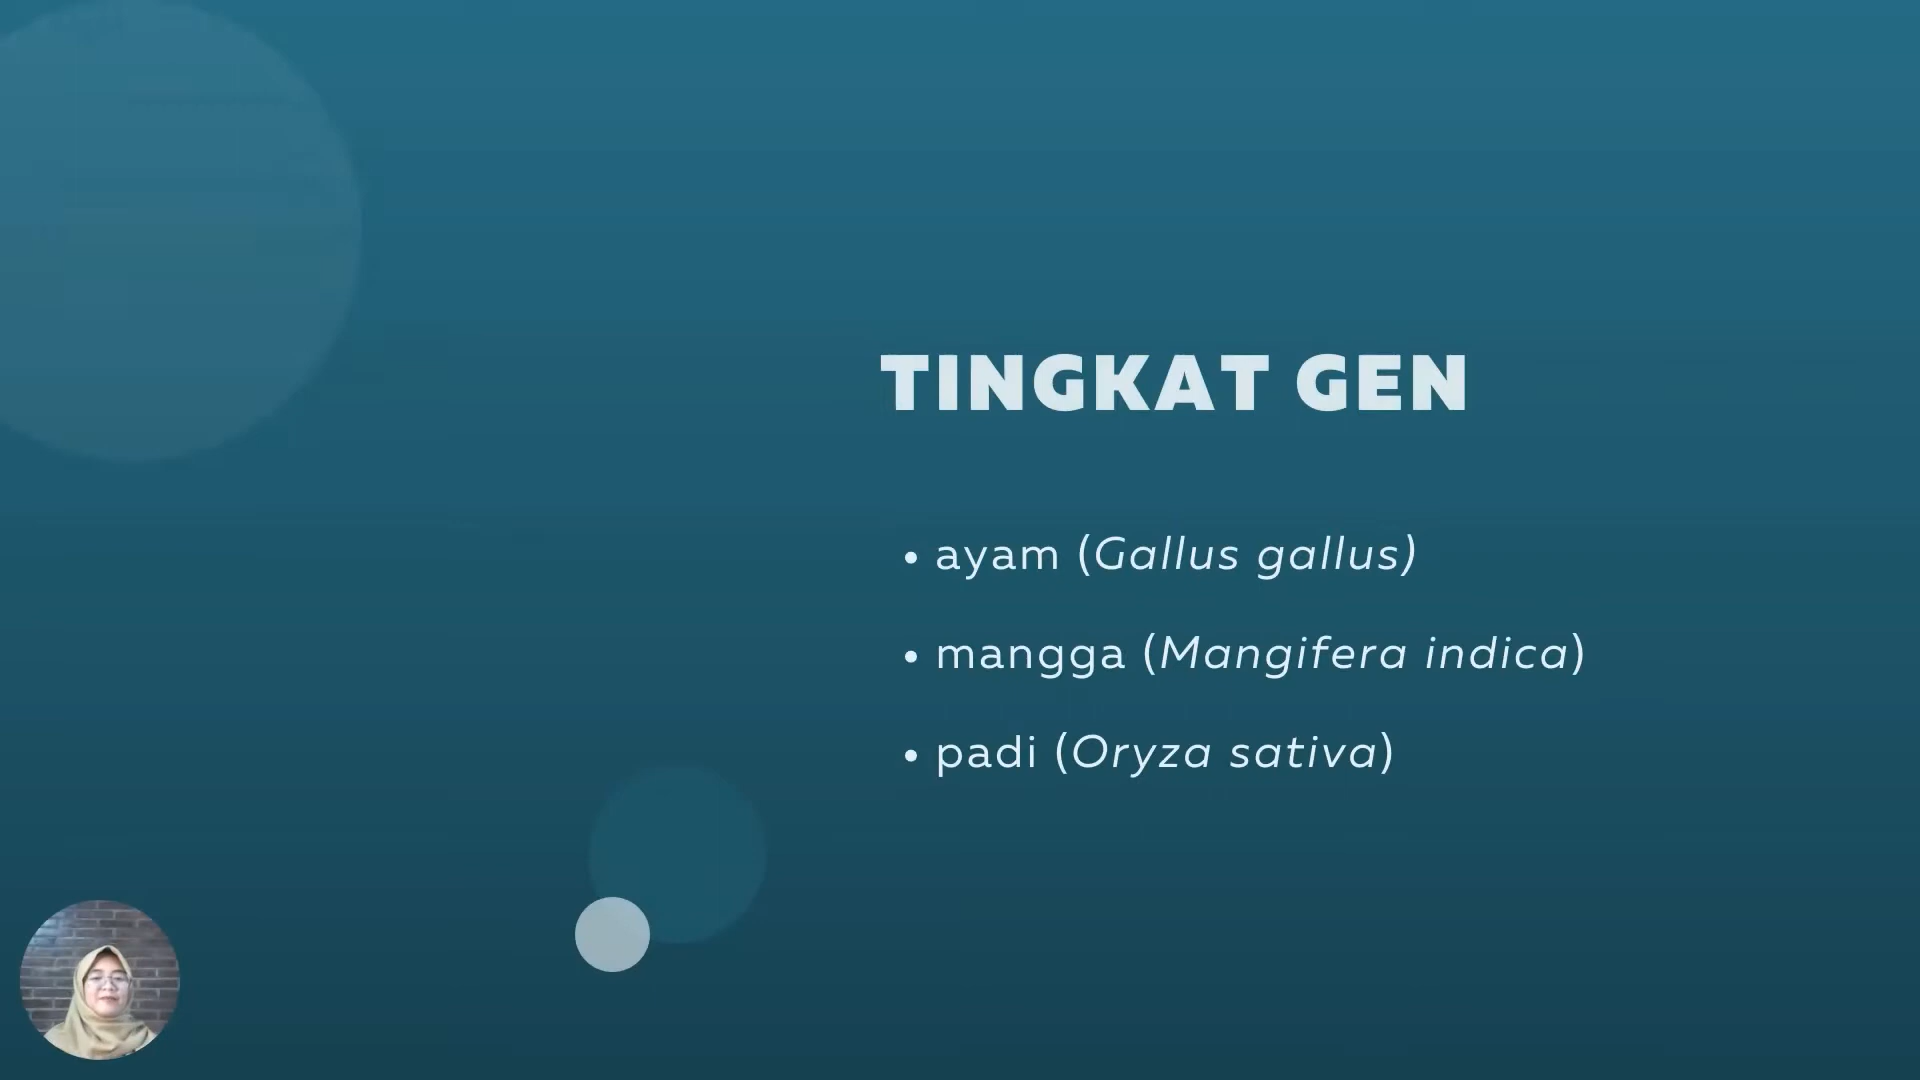 TINGKAT GEN
• ayam (Gallus gallus)
• mangga (Mangifera indica)
• padi (Oryza sativa)